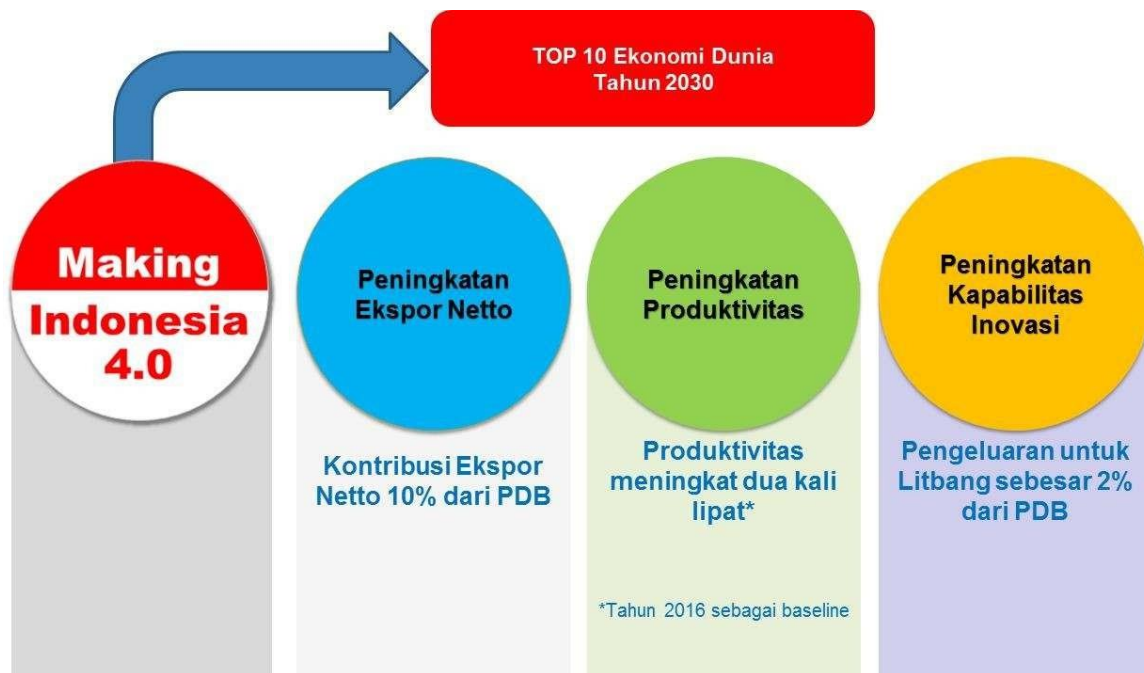 TOP 10 Ekonomi Dunia
Tahun 2030
Making
Indonesia
4.0
Peningkatan
Ekspor Netto
Peningkatan
Produktivitas
Peningkatan
Kapabilitas
Inovasi
Kontribusi Ekspor
Netto 10% dari PDB
Produktivitas
meningkat dua kali
lipat*
*Tahun 2016 sebagai baseline
Pengeluaran untuk
Litbang sebesar 2%
dari PDB